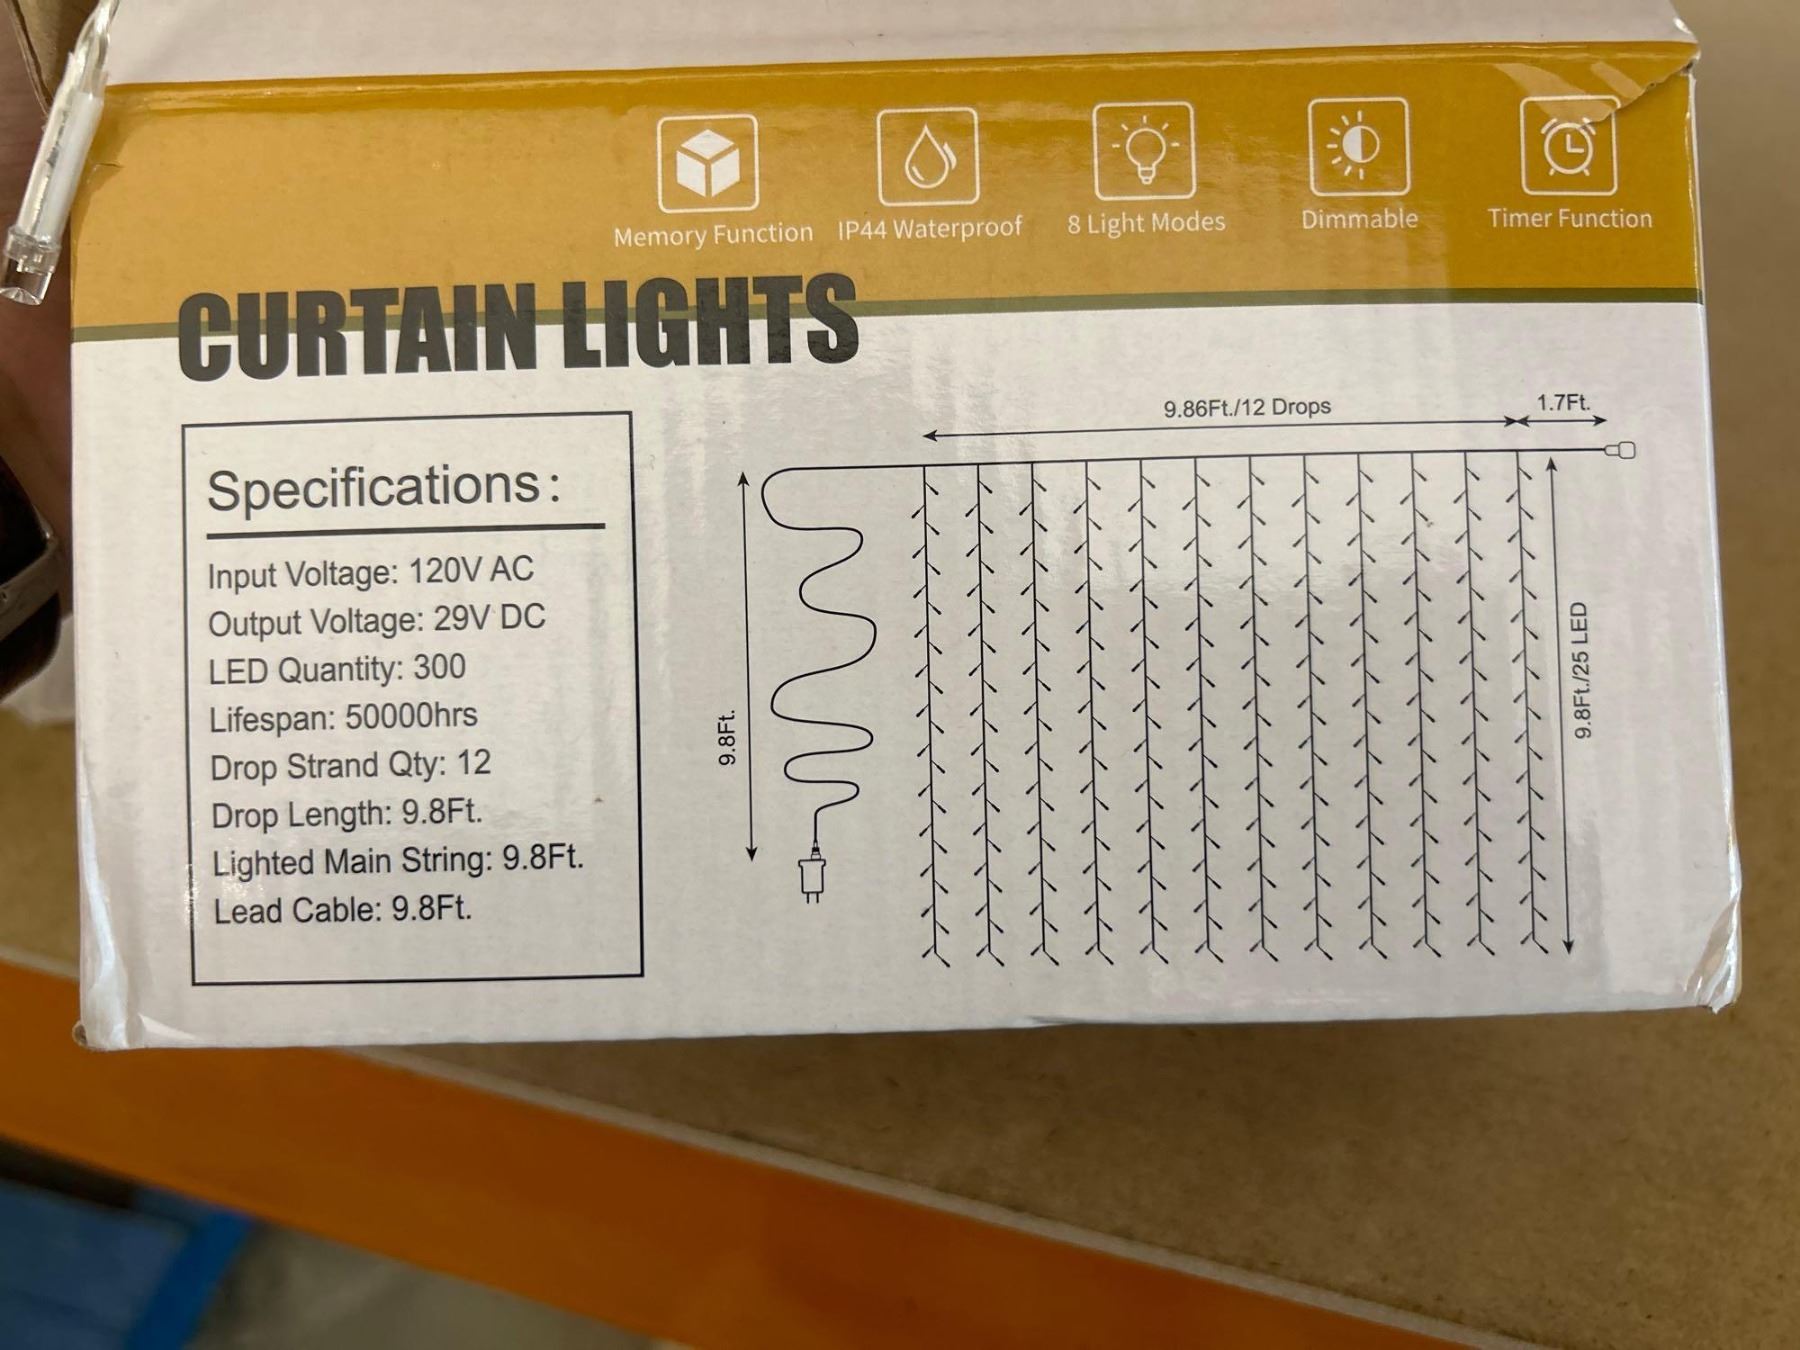 Memory Function
IP44 Waterproof
8 Light Modes
Dimmable
Timer Function
CURTAIN LIGHTS
Specifications:
Input Voltage: 120V AC
Output Voltage: 29V DC
LED Quantity: 300
Lifespan: 50000hrs
Drop Strand Qty: 12
Drop Length: 9.8Ft.
Lighted Main String: 9.8Ft.
Lead Cable: 9.8Ft.
9.86Ft./12 Drops
1.7Ft.
9.8Ft.
9.8Ft./25 LED